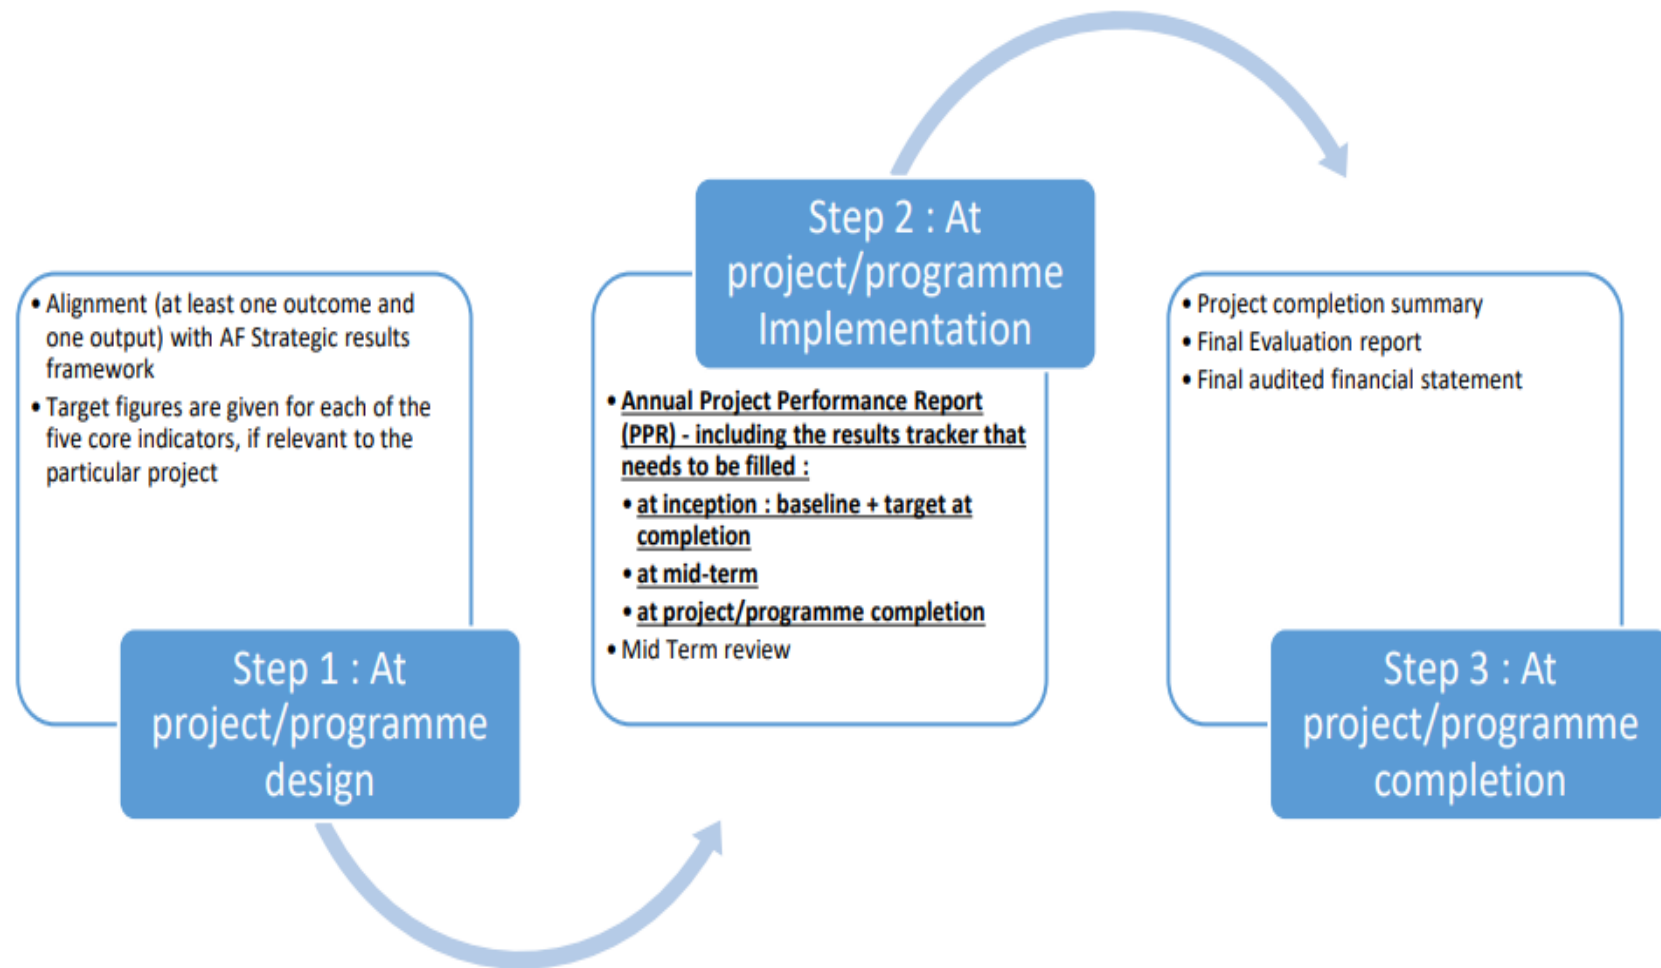 • Alignment (at least one outcome and
one output) with AF Strategic results
framework
• Target figures are given for each of the
five core indicators, if relevant to the
particular project
Step 1 : At
project/programme
design
Step 2 : At
project/programme
Implementation
• Annual Project Performance Report
(PPR) - including the results tracker that
needs to be filled :
• at inception : baseline + target at
completion
• at mid-term
• at project/programme completion
• Mid Term review
• Project completion summary
• Final Evaluation report
• Final audited financial statement
Step 3 : At
project/programme
completion